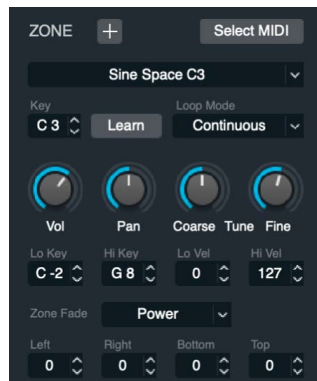 ZONE + Select MIDI
Sine Space C3
Key Loop Mode
C 3 Learn Continuous
Vol Pan Coarse Tune Fine
Lo Key Hi Key Lo Vel Hi Vel
C -2 G 8 0 127
Zone Fade Power
Left Right Bottom Top
0 0 0 0